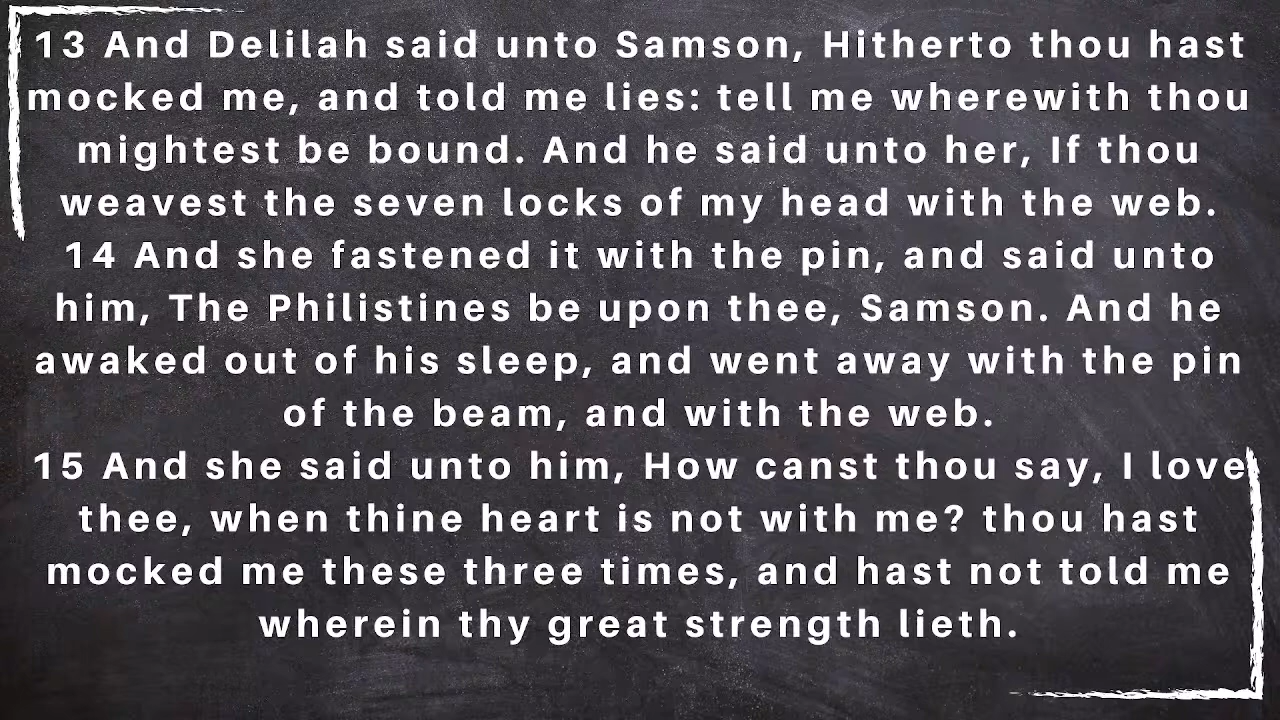 13 And Delilah said unto Samson, Hitherto thou hast
mocked me, and told me lies: tell me wherewith thou
mightest be bound. And he said unto her, If thou
weavest the seven locks of my head with the web.
14 And she fastened it with the pin, and said unto
him, The Philistines be upon thee, Samson. And he
awaked out of his sleep, and went away with the pin
of the beam, and with the web.
15 And she said unto him, How canst thou say, I love
thee, when thine heart is not with me? thou hast
mocked me these three times, and hast not told me
wherein thy great strength lieth.